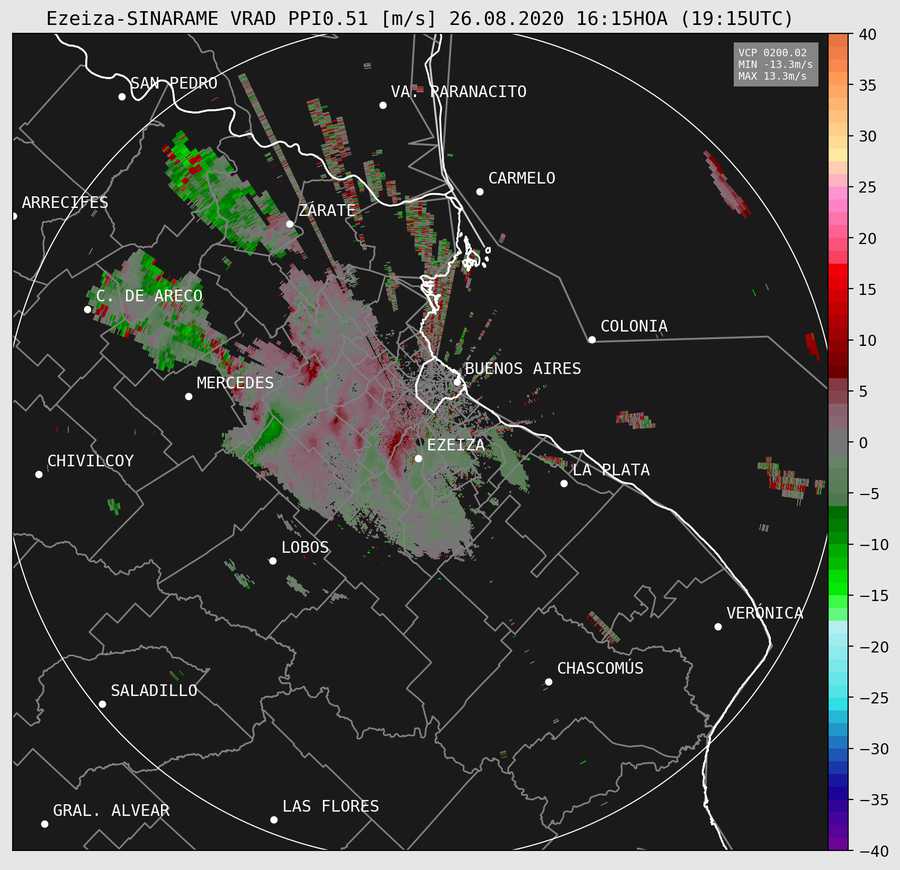 Ezeiza-SINARAME VRAD PPI0.51 [m/s] 26.08.2020 16:15HOA (19:15UTC)
VCP 0200.02
MIN -13.3m/s
MAX 13.3m/s
SAN PEDRO
VA. PARANACITO
CARMELO
ARRECIFES
ZÁRATE
C. DE ARECO
COLONIA
BUENOS AIRES
MERCEDES
EZEIZA
CHIVILCOY
LA PLATA
LOBOS
VERÓNICA
CHASCOMÚS
SALADILLO
LAS FLORES
GRAL. ALVEAR
40
35
30
25
20
15
10
5
0
−5
−10
−15
−20
−25
−30
−35
−40